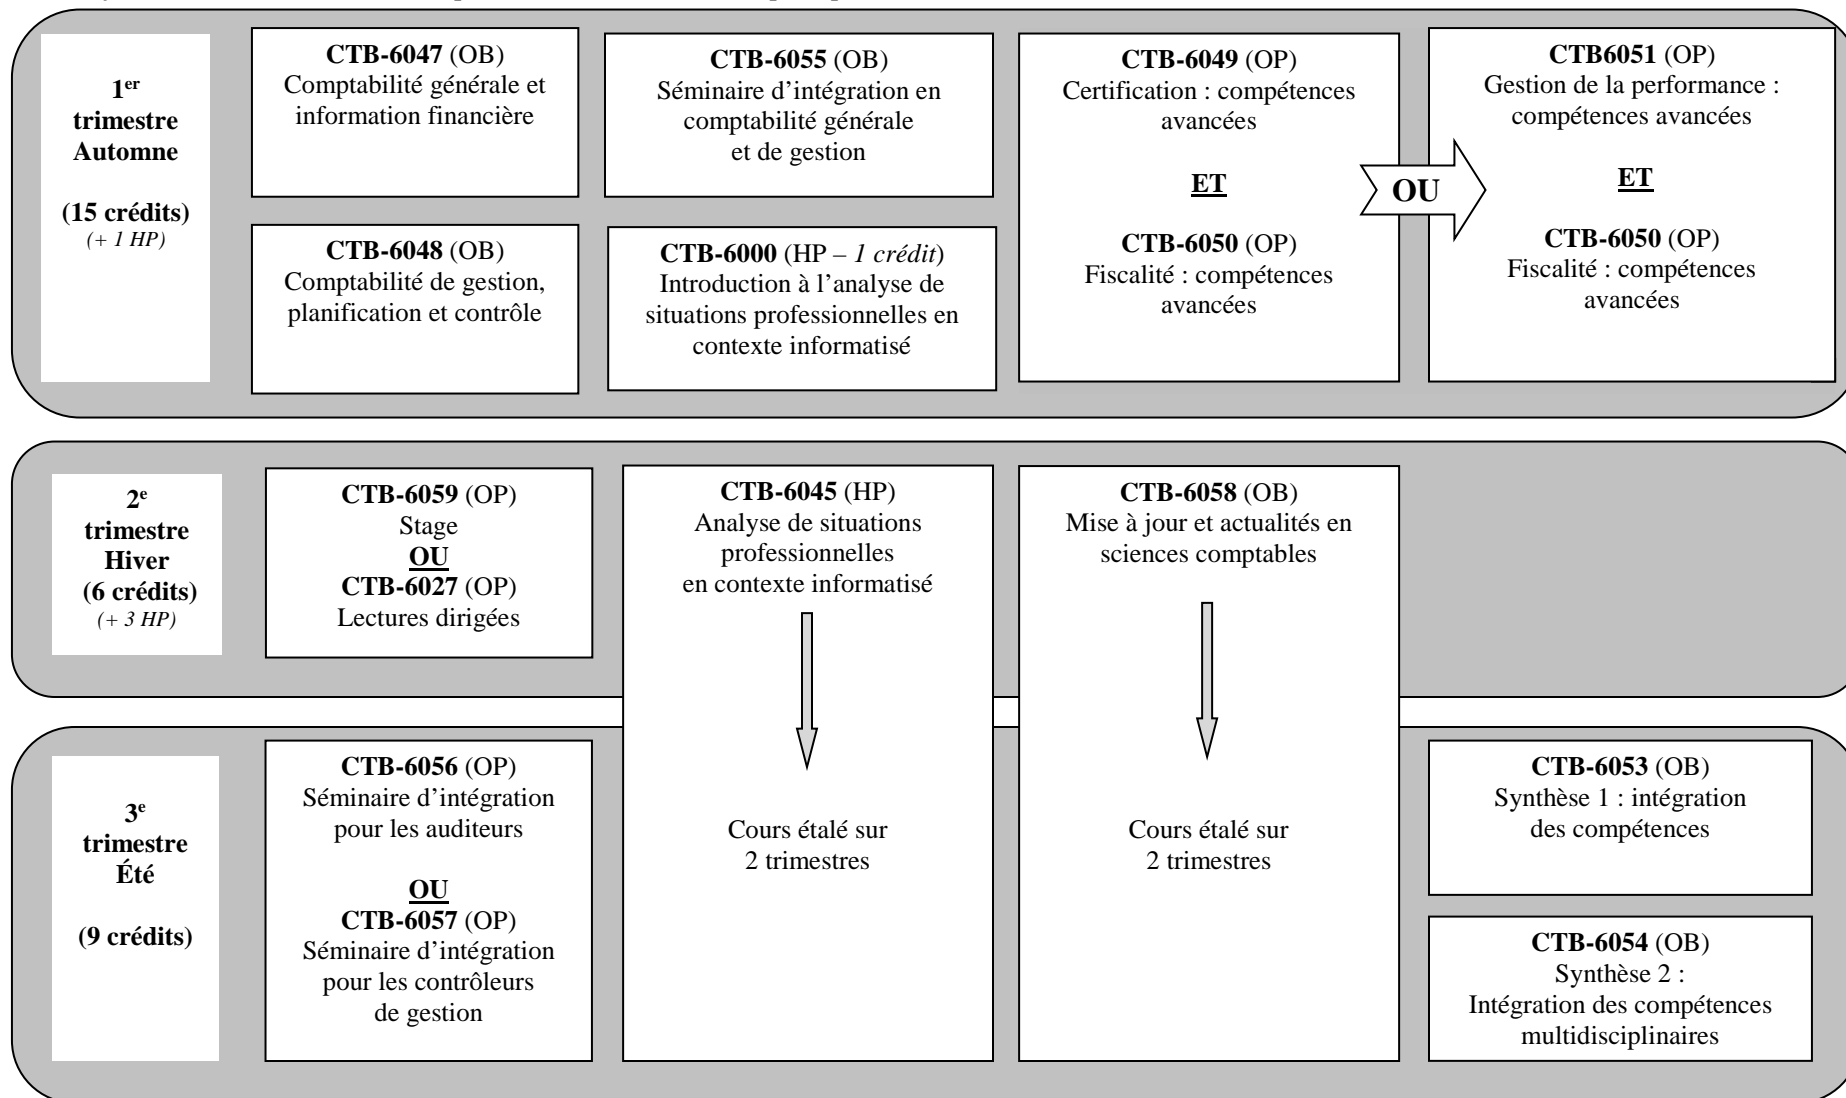 1er
trimestre
Automne
(15 crédits)
(+ 1 HP)
CTB-6047 (OB)
Comptabilité générale et
information financière
CTB-6048 (OB)
Comptabilité de gestion,
planification et contrôle
CTB-6055 (OB)
Séminaire d’intégration en
comptabilité générale
et de gestion
CTB-6000 (HP – 1 crédit)
Introduction à l’analyse de
situations professionnelles en
contexte informatisé
CTB-6049 (OP)
Certification : compétences
avancées
ET
CTB-6050 (OP)
Fiscalité : compétences
avancées
OU
CTB6051 (OP)
Gestion de la performance :
compétences avancées
ET
CTB-6050 (OP)
Fiscalité : compétences
avancées
2e
trimestre
Hiver
(6 crédits)
(+ 3 HP)
CTB-6059 (OP)
Stage
OU
CTB-6027 (OP)
Lectures dirigées
CTB-6045 (HP)
Analyse de situations
professionnelles
en contexte informatisé
Cours étalé sur
2 trimestres
CTB-6058 (OB)
Mise à jour et actualités en
sciences comptables
Cours étalé sur
2 trimestres
3e
trimestre
Été
(9 crédits)
CTB-6056 (OP)
Séminaire d’intégration
pour les auditeurs
OU
CTB-6057 (OP)
Séminaire d’intégration
pour les contrôleurs
de gestion
CTB-6053 (OB)
Synthèse 1 : intégration
des compétences
CTB-6054 (OB)
Synthèse 2 :
Intégration des compétences
multidisciplinaires